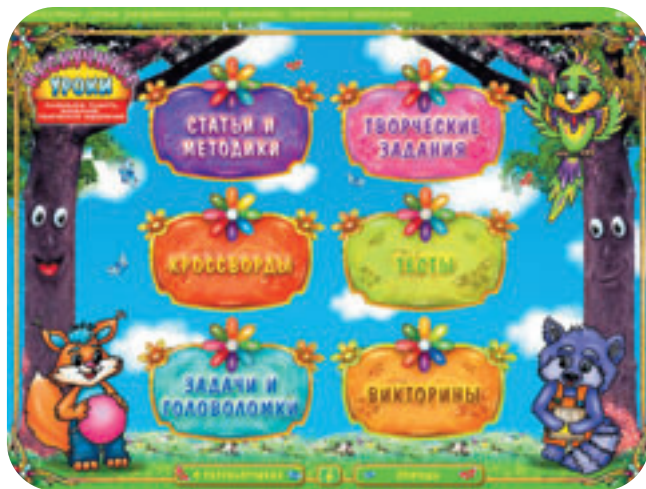 УРОКИ
СТАТЬИ И
МЕТОДИКИ
ТВОРЧЕСКИЕ
ЗАДАНИЯ
КРОССВОРДЫ
ТЕСТЫ
ЗАДАЧИ И
ГОЛОВОЛОМКИ
ВИКТОРИНЫ